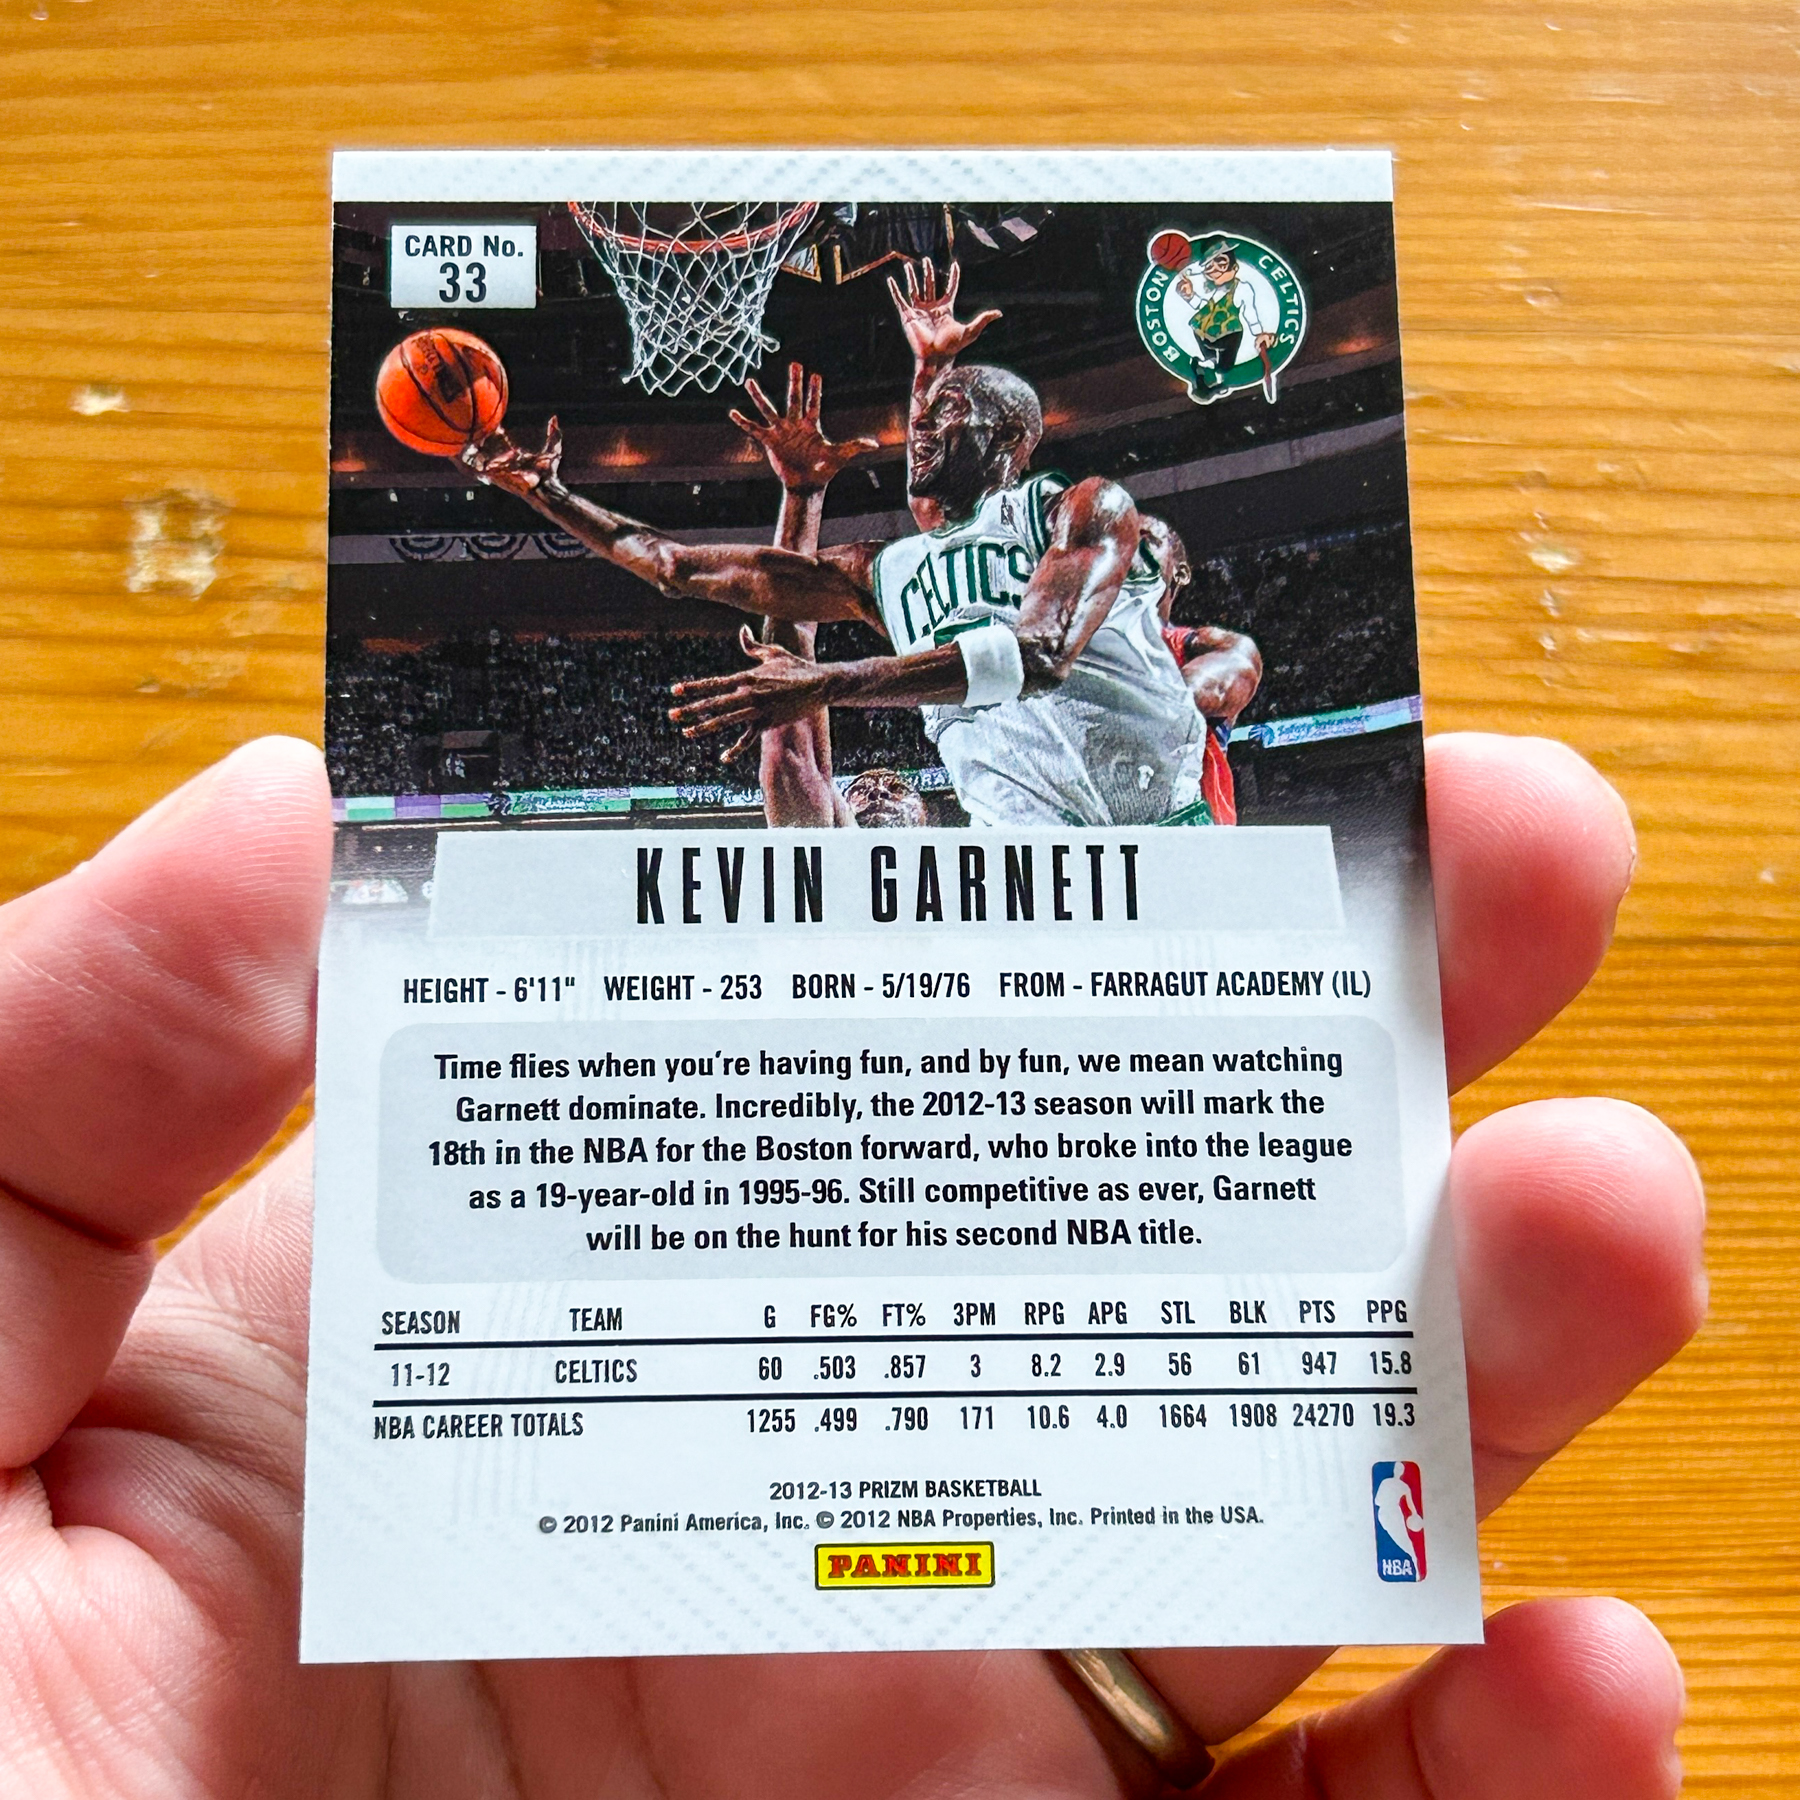 CARD No.
33
BOSTON CELTICS
CELTICS
KEVIN GARNETT
HEIGHT - 6'11" WEIGHT - 253 BORN - 5/19/76 FROM - FARRAGUT ACADEMY (IL)
Time flies when you're having fun, and by fun, we mean watching
Garnett dominate. Incredibly, the 2012-13 season will mark the
18th in the NBA for the Boston forward, who broke into the league
as a 19-year-old in 1995-96. Still competitive as ever, Garnett
will be on the hunt for his second NBA title.
SEASON TEAM G FG% FT% 3PM RPG APG STL BLK PTS PPG
11-12 CELTICS 60 .503 .857 3 8.2 2.9 56 61 947 15.8
NBA CAREER TOTALS 1255 .499 .790 171 10.6 4.0 1664 1908 24270 19.3
2012-13 PRIZM BASKETBALL
© 2012 Panini America, Inc. © 2012 NBA Properties, Inc. Printed in the USA.
PANINI
NBA